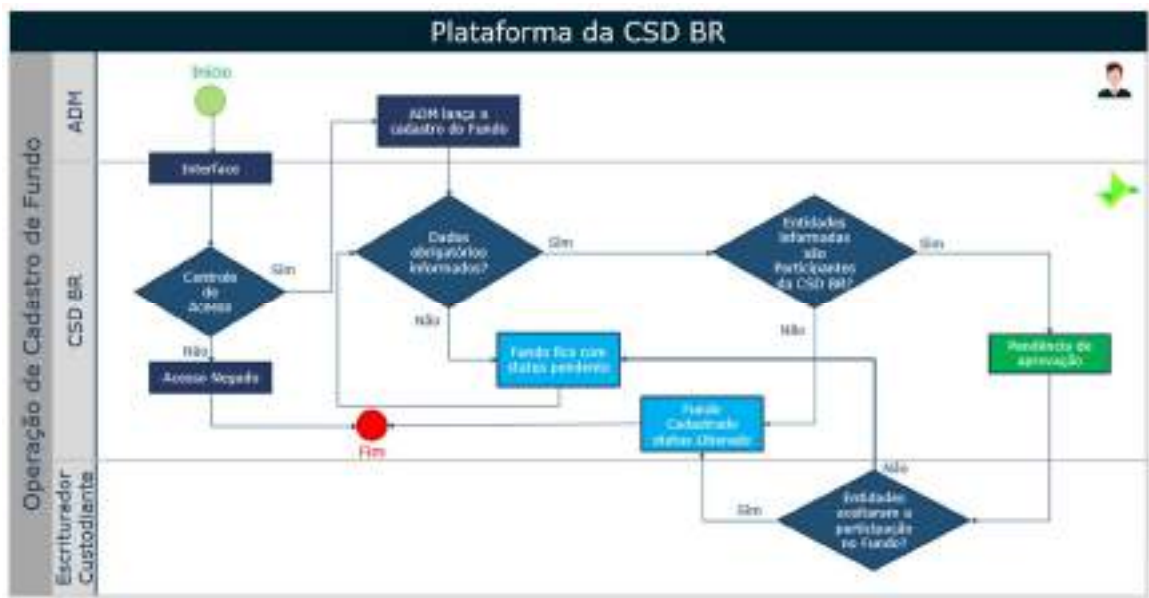 Plataforma da CSD BR
Operação de Cadastro de Fundo
ADM
CSD BR
Escriturador
Custodiante
Início
ADM lança o
cadastro do Fundo
Interface
Controle
de
Acesso
Sim
Não
Acesso Negado
Dados
obrigatórios
informados?
Sim
Não
Entidades
informadas
são
Participantes
da CSD BR?
Sim
Não
Fundo fica com
status pendente
Pendência de
aprovação
Fundo
Cadastrado
status Liberado
Fim
Entidades
aceitaram a
participação
no Fundo?
Sim
Não